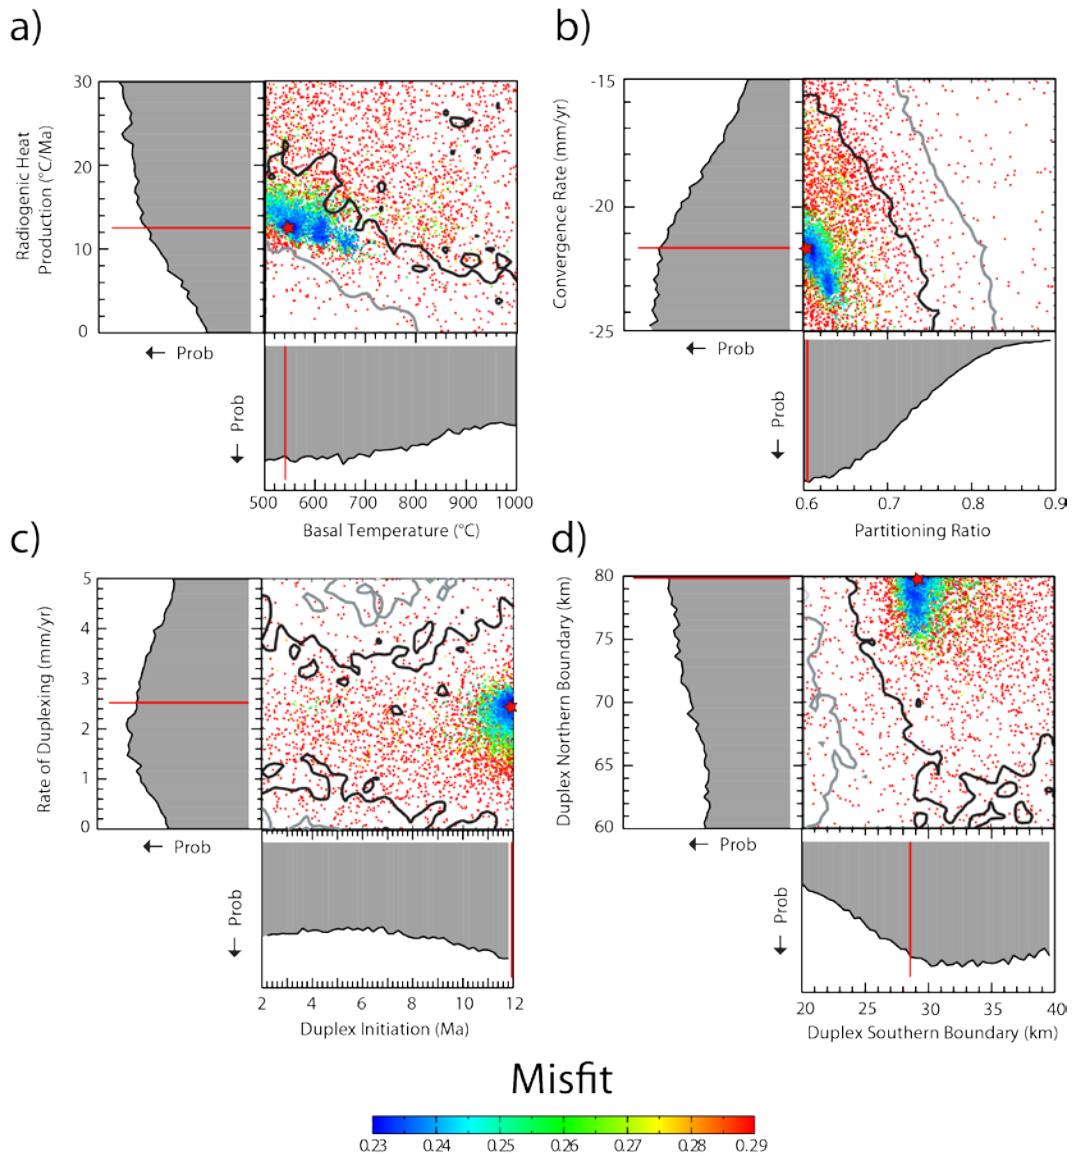 a)
Radiogenic Heat
Production (°C/Ma)
30
20
10
0
← Prob
← Prob
500 600 700 800 900 1000
Basal Temperature (°C)
b)
Convergence Rate (mm/yr)
-15
-20
-25
← Prob
← Prob
0.6 0.7 0.8 0.9
Partitioning Ratio
c)
Rate of Duplexing (mm/yr)
5
4
3
2
1
0
← Prob
← Prob
2 4 6 8 10 12
Duplex Initiation (Ma)
d)
Duplex Northern Boundary (km)
80
75
70
65
60
← Prob
← Prob
20 25 30 35 40
Duplex Southern Boundary (km)
Misfit
0.23 0.24 0.25 0.26 0.27 0.28 0.29